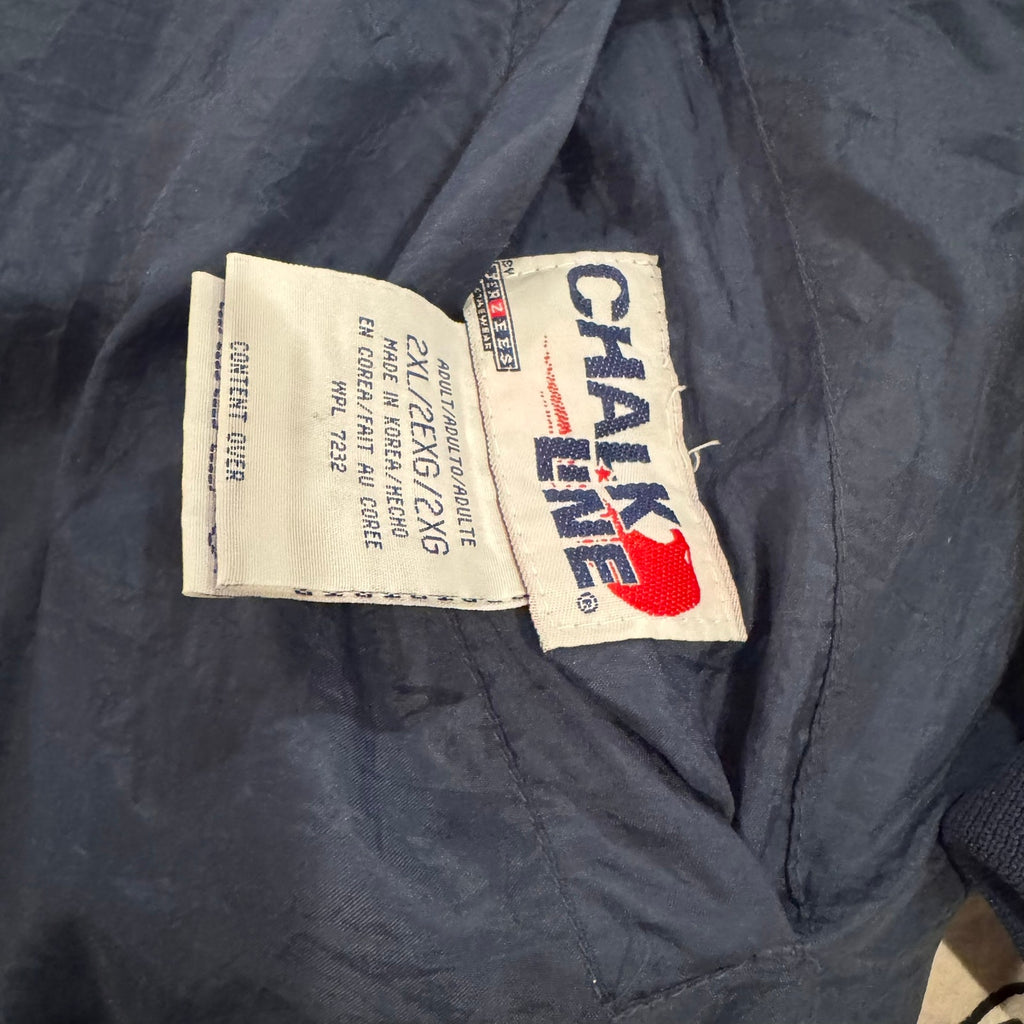 CHALK
LINE®
BY
ADULT/ADULTO/ADULTE
2XL/2EXG/2XG
MADE IN KOREA/HECHO
EN COREA/FAIT AU COREE
WPL 7232
CONTENT OVER